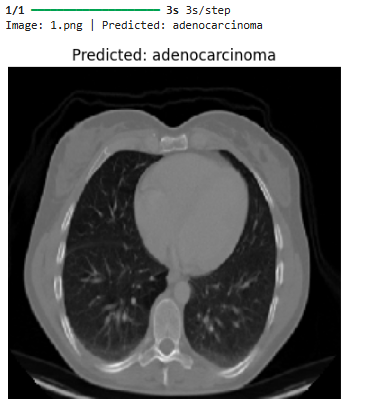 1/1 ━━━━━━━━━━━━━━━━━━━━ 3s 3s/step
Image: 1.png | Predicted: adenocarcinoma
Predicted: adenocarcinoma